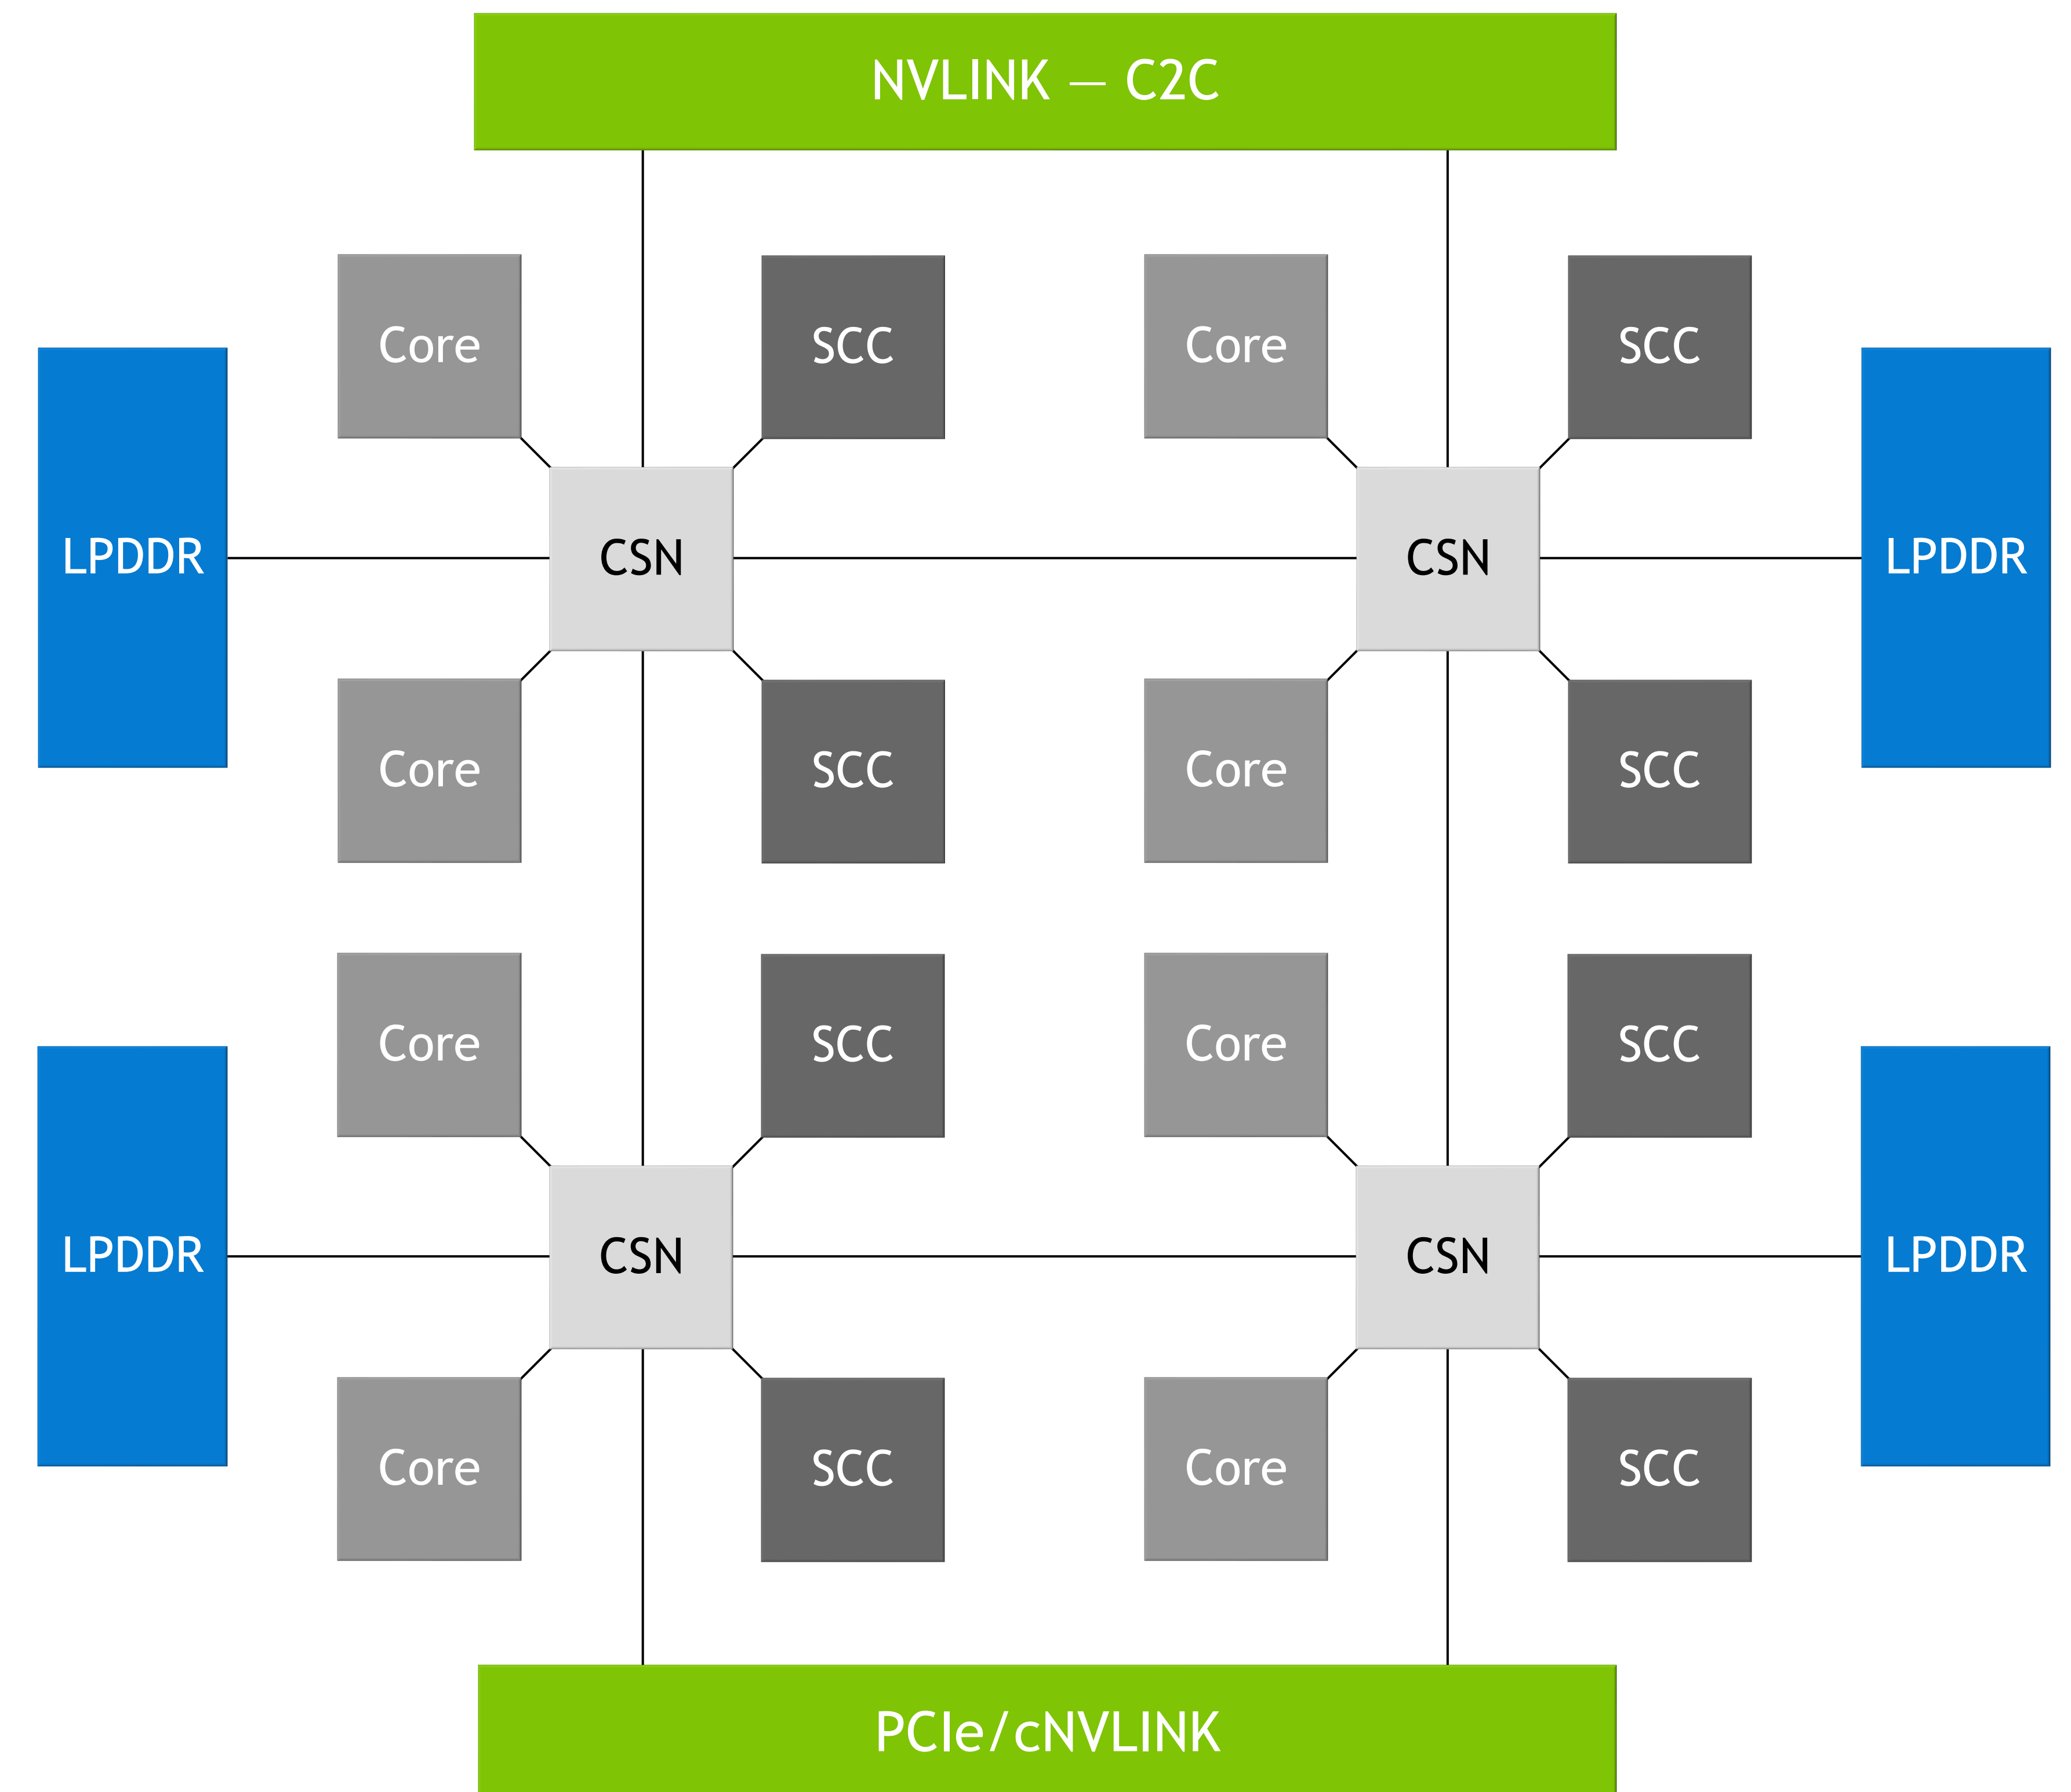 NVLINK — C2C
Core
SCC
Core
SCC
LPDDR
CSN
CSN
LPDDR
Core
SCC
Core
SCC
Core
SCC
Core
SCC
LPDDR
CSN
CSN
LPDDR
Core
SCC
Core
SCC
PCIe/cNVLINK